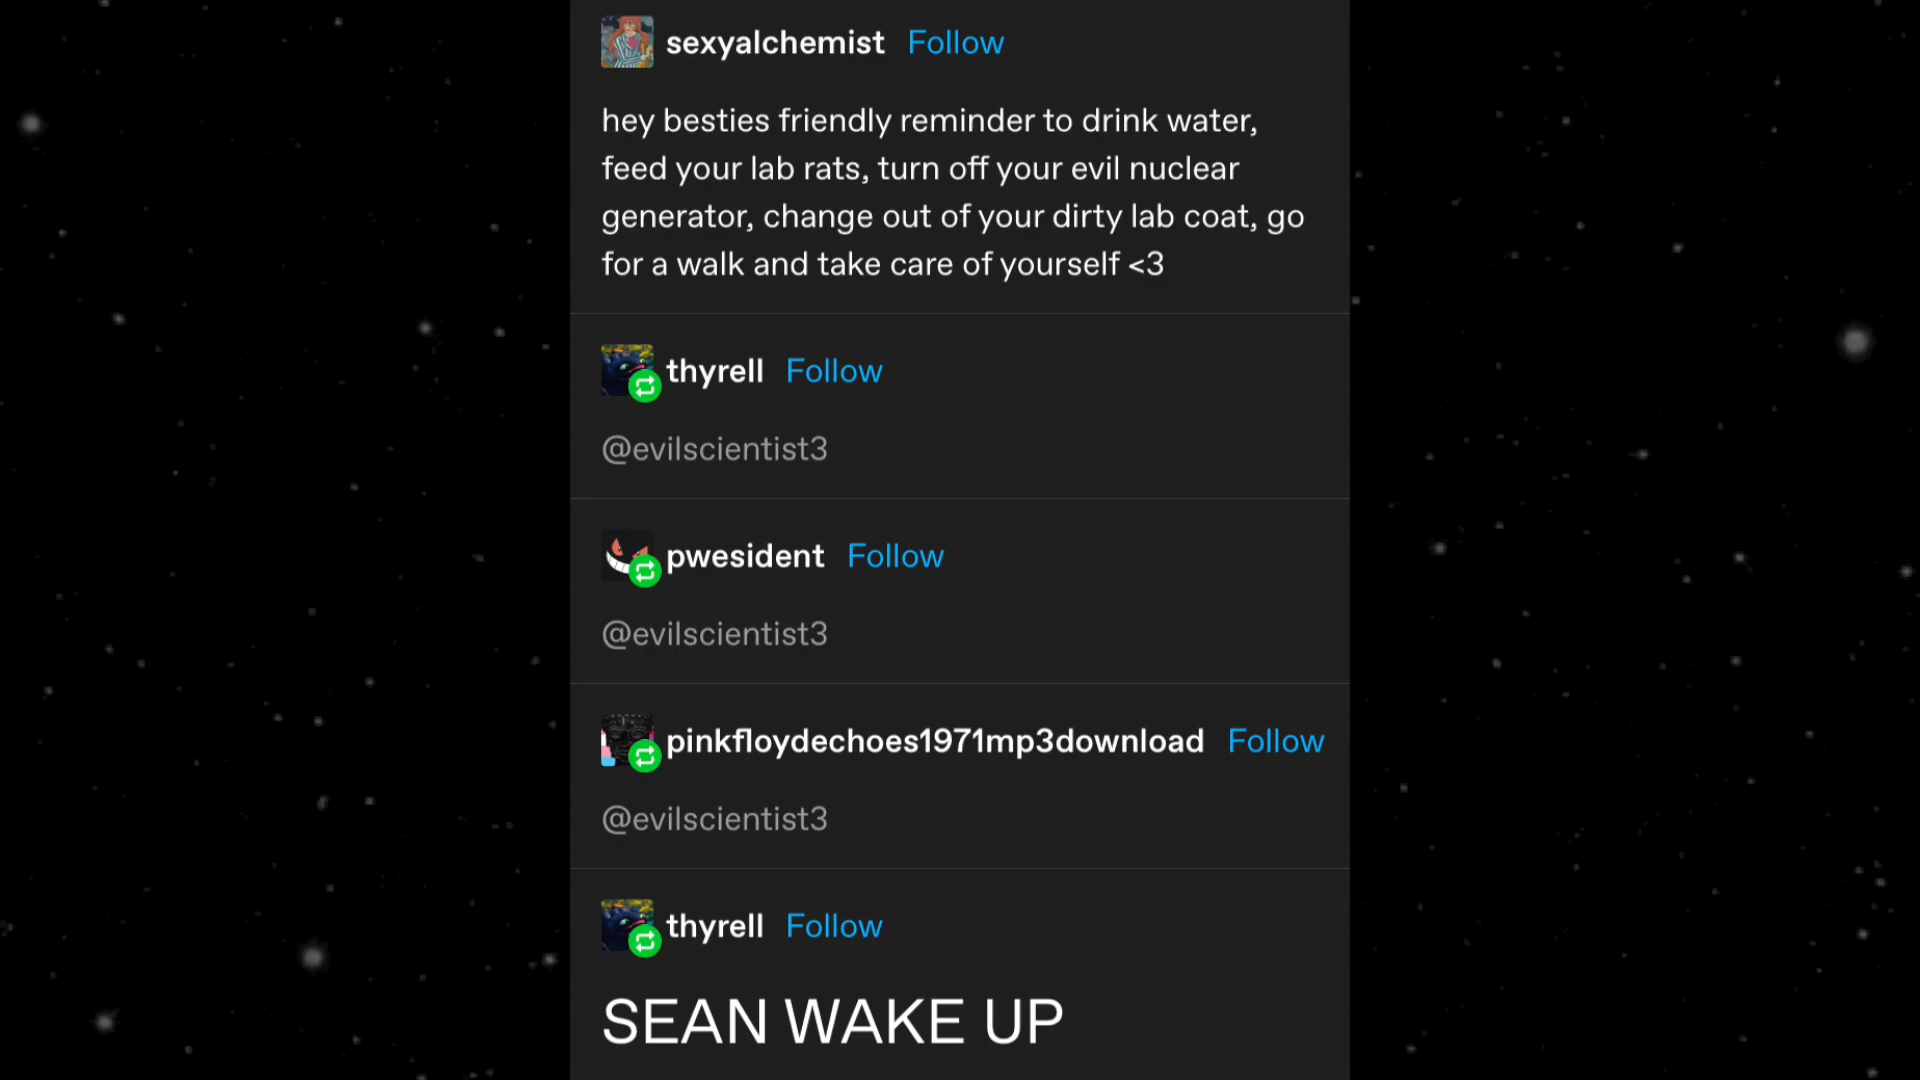 sexyalchemist Follow
hey besties friendly reminder to drink water,
feed your lab rats, turn off your evil nuclear
generator, change out of your dirty lab coat, go
for a walk and take care of yourself <3
thyrell Follow
@evilscientist3
pwesident Follow
@evilscientist3
pinkfloydechoes1971mp3download Follow
@evilscientist3
thyrell Follow
SEAN WAKE UP